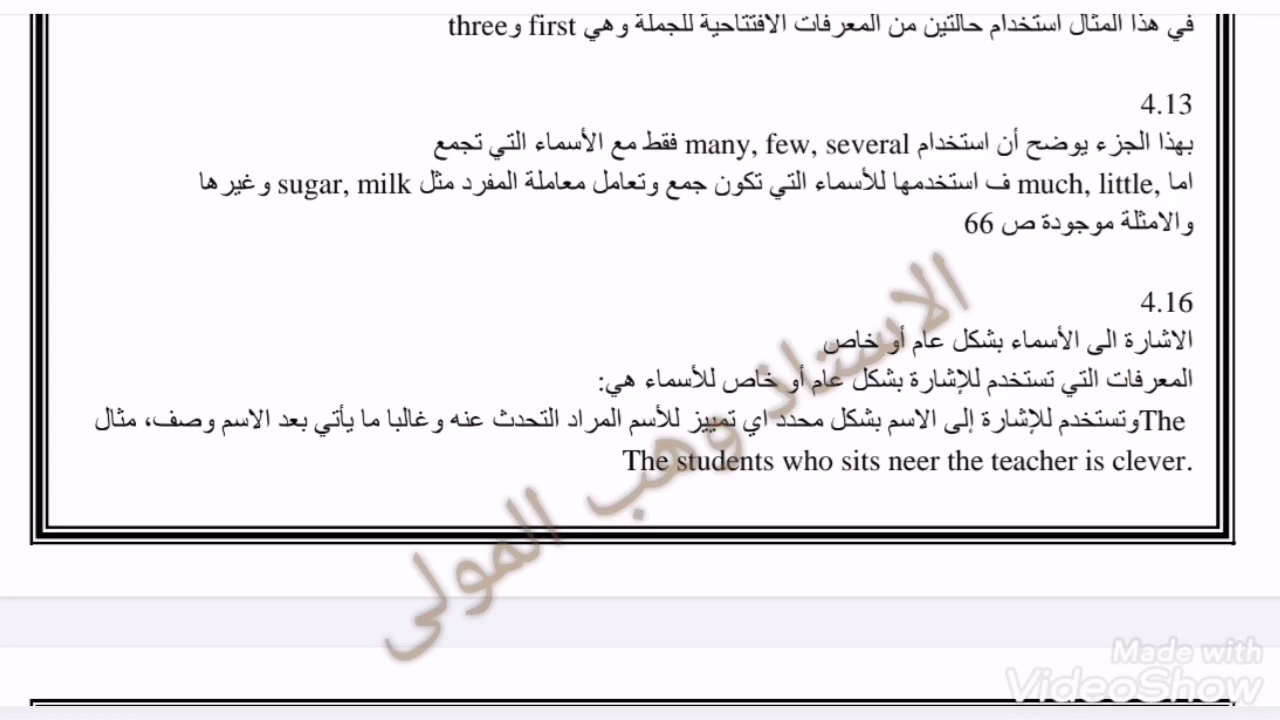 في هذا المثال استخدام حالتين من المعرفات الافتتاحية للجملة وهي first وthree
4.13
بهذا الجزء يوضح أن استخدام many, few, several فقط مع الأسماء التي تجمع
اما much, little, ف استخدمها للأسماء التي تكون جمع وتعامل معاملة المفرد مثل sugar, milk وغيرها
والامثلة موجودة ص 66
4.16
الاشارة الى الأسماء بشكل عام أو خاص
المعرفات التي تستخدم للإشارة بشكل عام أو خاص للأسماء هي:
Theوتستخدم للإشارة إلى الاسم بشكل محدد اي تمييز للأسم المراد التحدث عنه وغالبا ما يأتي بعد الاسم وصف، مثال
The students who sits neer the teacher is clever.
الاستاذ وهب المولى
Made with
VideoShow